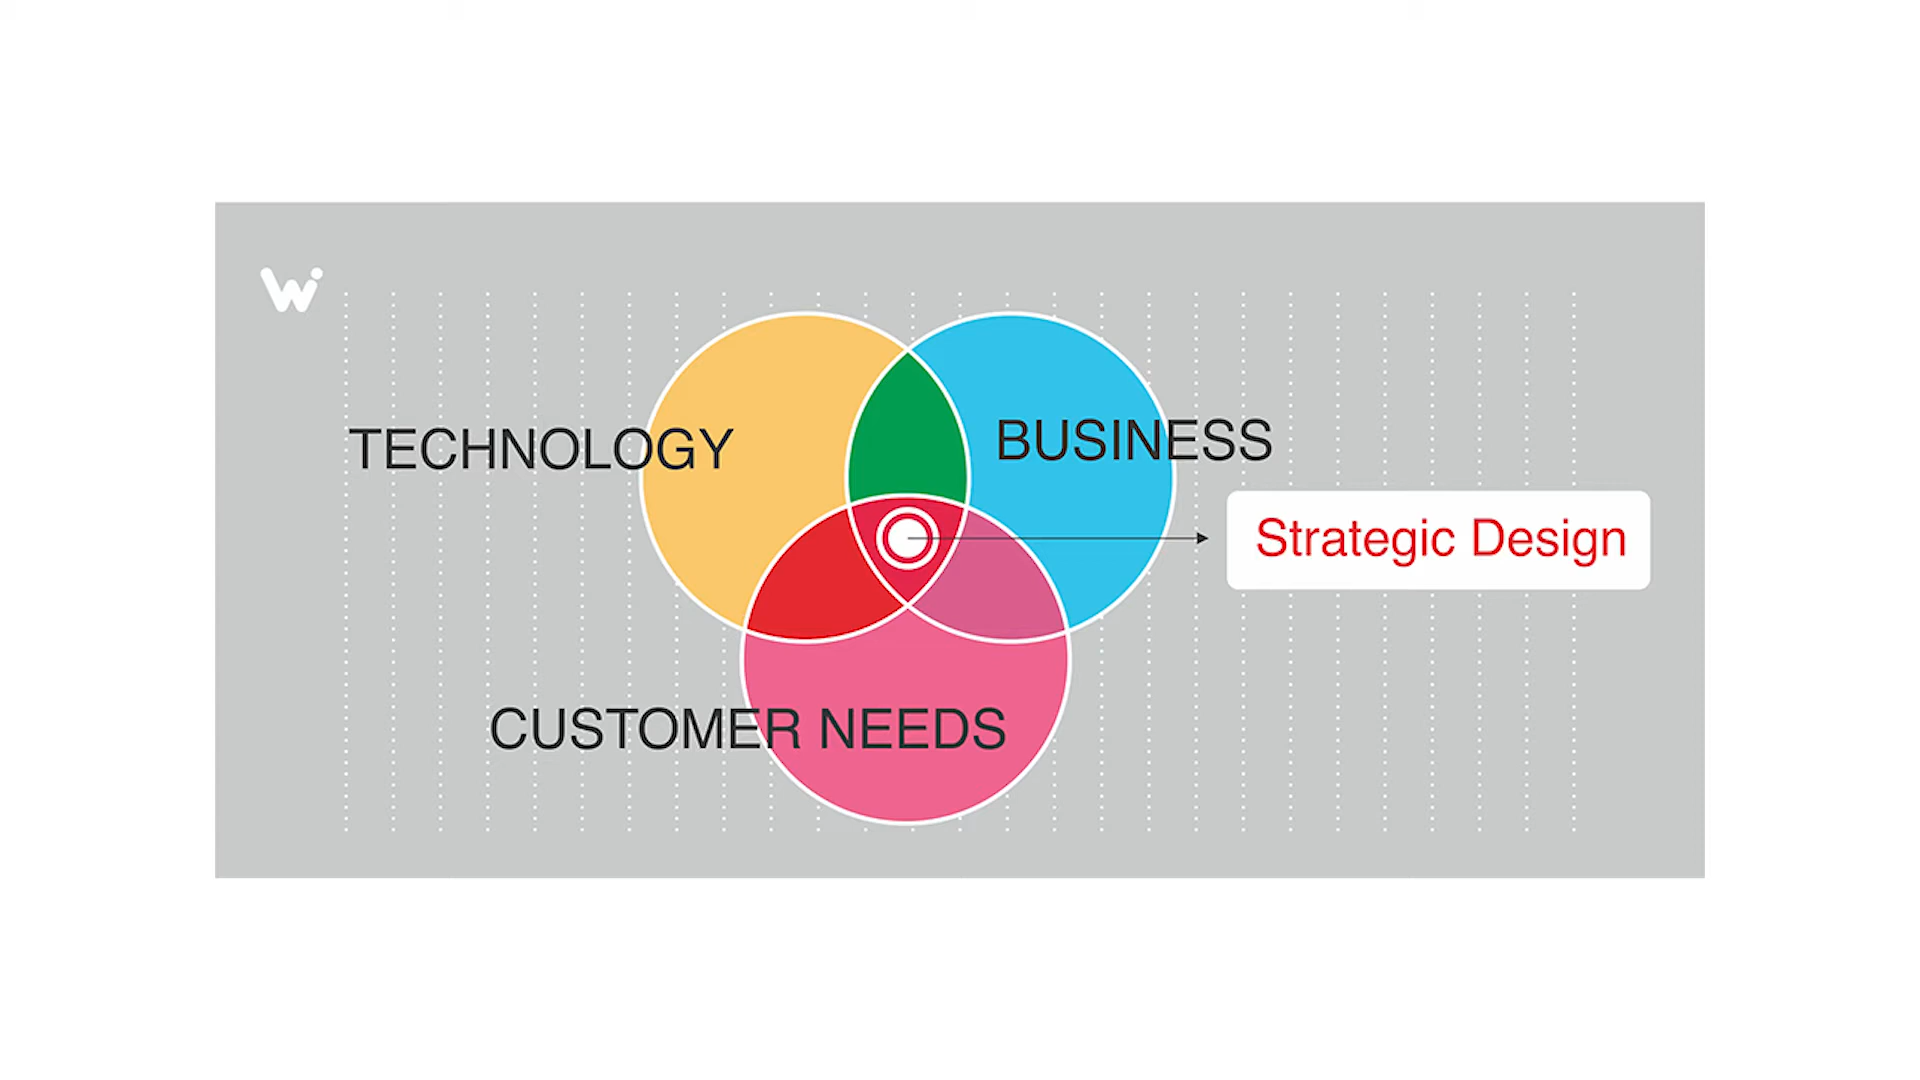 W
TECHNOLOGY
BUSINESS
Strategic Design
CUSTOMER NEEDS